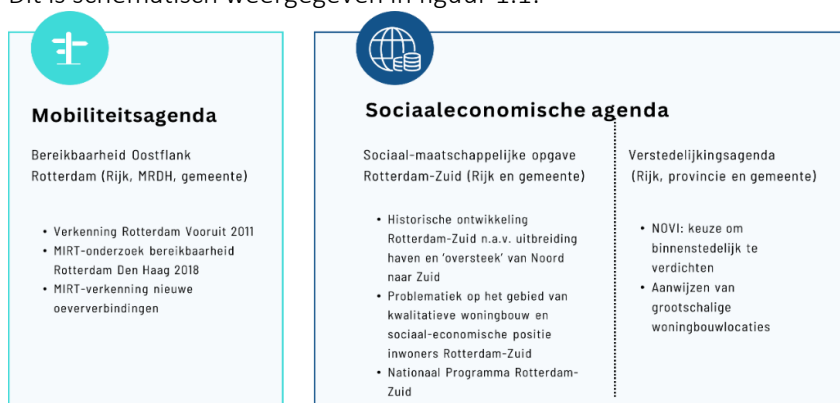 Dit is schematisch weergegeven in figuur 1.1.
Mobiliteitsagenda
Bereikbaarheid Oostflank
Rotterdam (Rijk, MRDH, gemeente)
• Verkenning Rotterdam Vooruit 2011
• MIRT-onderzoek bereikbaarheid
Rotterdam Den Haag 2018
• MIRT-verkenning nieuwe
oeververbindingen
Sociaaleconomische agenda
Sociaal-maatschappelijke opgave
Rotterdam-Zuid (Rijk en gemeente)
• Historische ontwikkeling
Rotterdam-Zuid n.a.v. uitbreiding
haven en 'oversteek' van Noord
naar Zuid
• Problematiek op het gebied van
kwalitatieve woningbouw en
sociaal-economische positie
inwoners Rotterdam-Zuid
• Nationaal Programma Rotterdam-
Zuid
Verstedelijkingsagenda
(Rijk, provincie en gemeente)
• NOVI: keuze om
binnenstedelijk te
verdichten
• Aanwijzen van
grootschalige
woningbouwlocaties